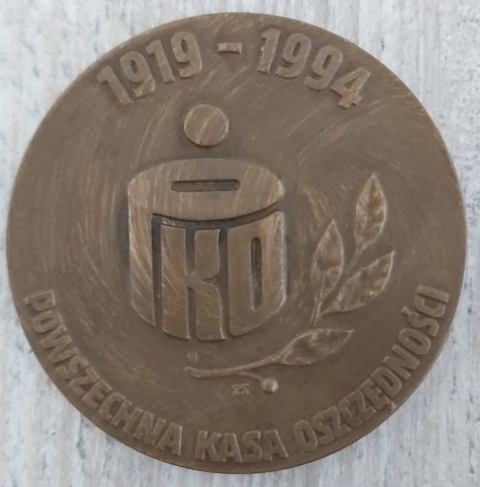 1919 - 1994
PKO
POWSZECHNA KASA OSZCZĘDNOŚCI